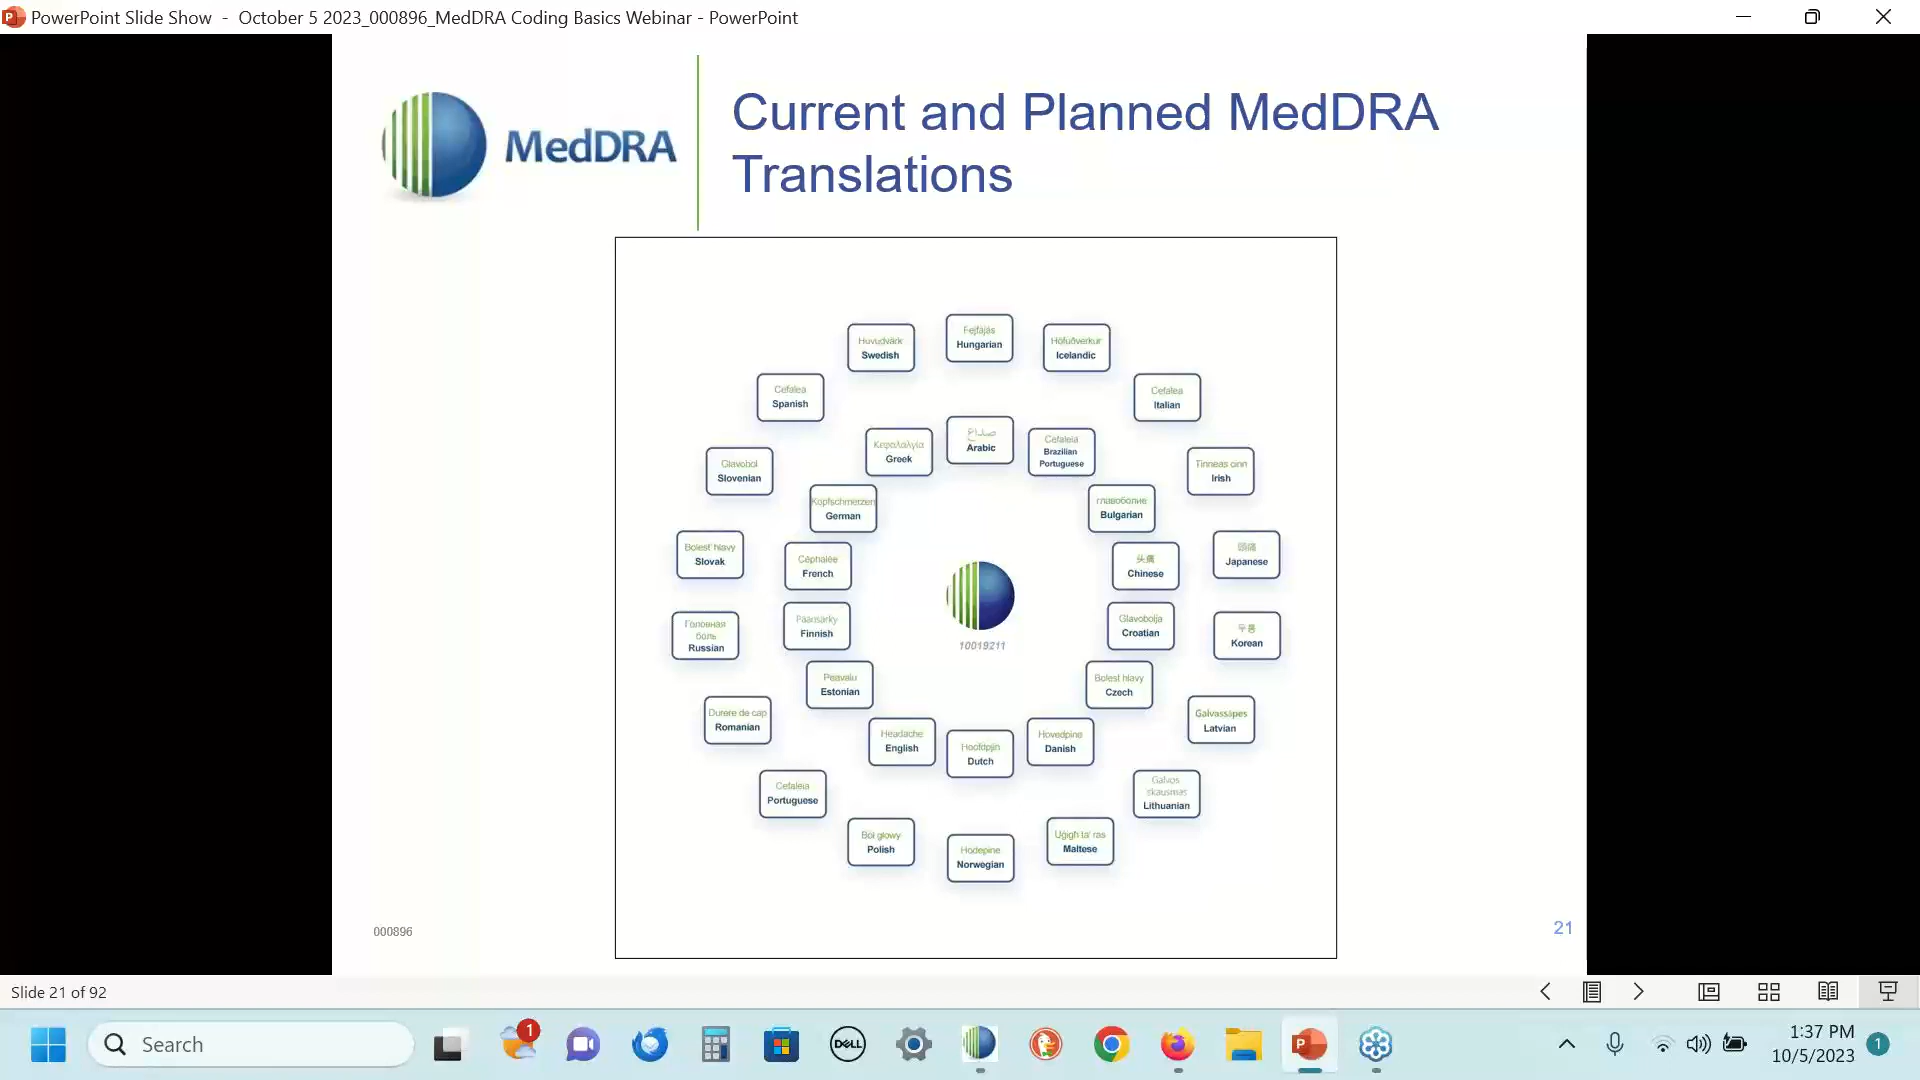 PowerPoint Slide Show - October 5 2023_000896_MedDRA Coding Basics Webinar - PowerPoint
MedDRA
Current and Planned MedDRA
Translations
Fejfájás
Hungarian
Höfuðverkur
Icelandic
Cefalea
Italian
Tinneas cinn
Irish
頭痛
Japanese
두통
Korean
Galvassāpes
Latvian
Galvos
skausmas
Lithuanian
Uġigħ ta' ras
Maltese
Hodepine
Norwegian
Ból głowy
Polish
Cefaleia
Portuguese
Durere de cap
Romanian
Головная
боль
Russian
Bolesť hlavy
Slovak
Glavobol
Slovenian
Cefalea
Spanish
Huvudvärk
Swedish
صداع
Arabic
Cefaleia
Brazilian
Portuguese
главоболие
Bulgarian
头痛
Chinese
Glavobolja
Croatian
Bolest hlavy
Czech
Hovedpine
Danish
Hoofdpijn
Dutch
Headache
English
Peavalu
Estonian
Päänsärky
Finnish
Céphalée
French
Kopfschmerzen
German
Κεφαλαλγία
Greek
10019211
000896
21
Slide 21 of 92
Search
1
DELL
1:37 PM
10/5/2023
1